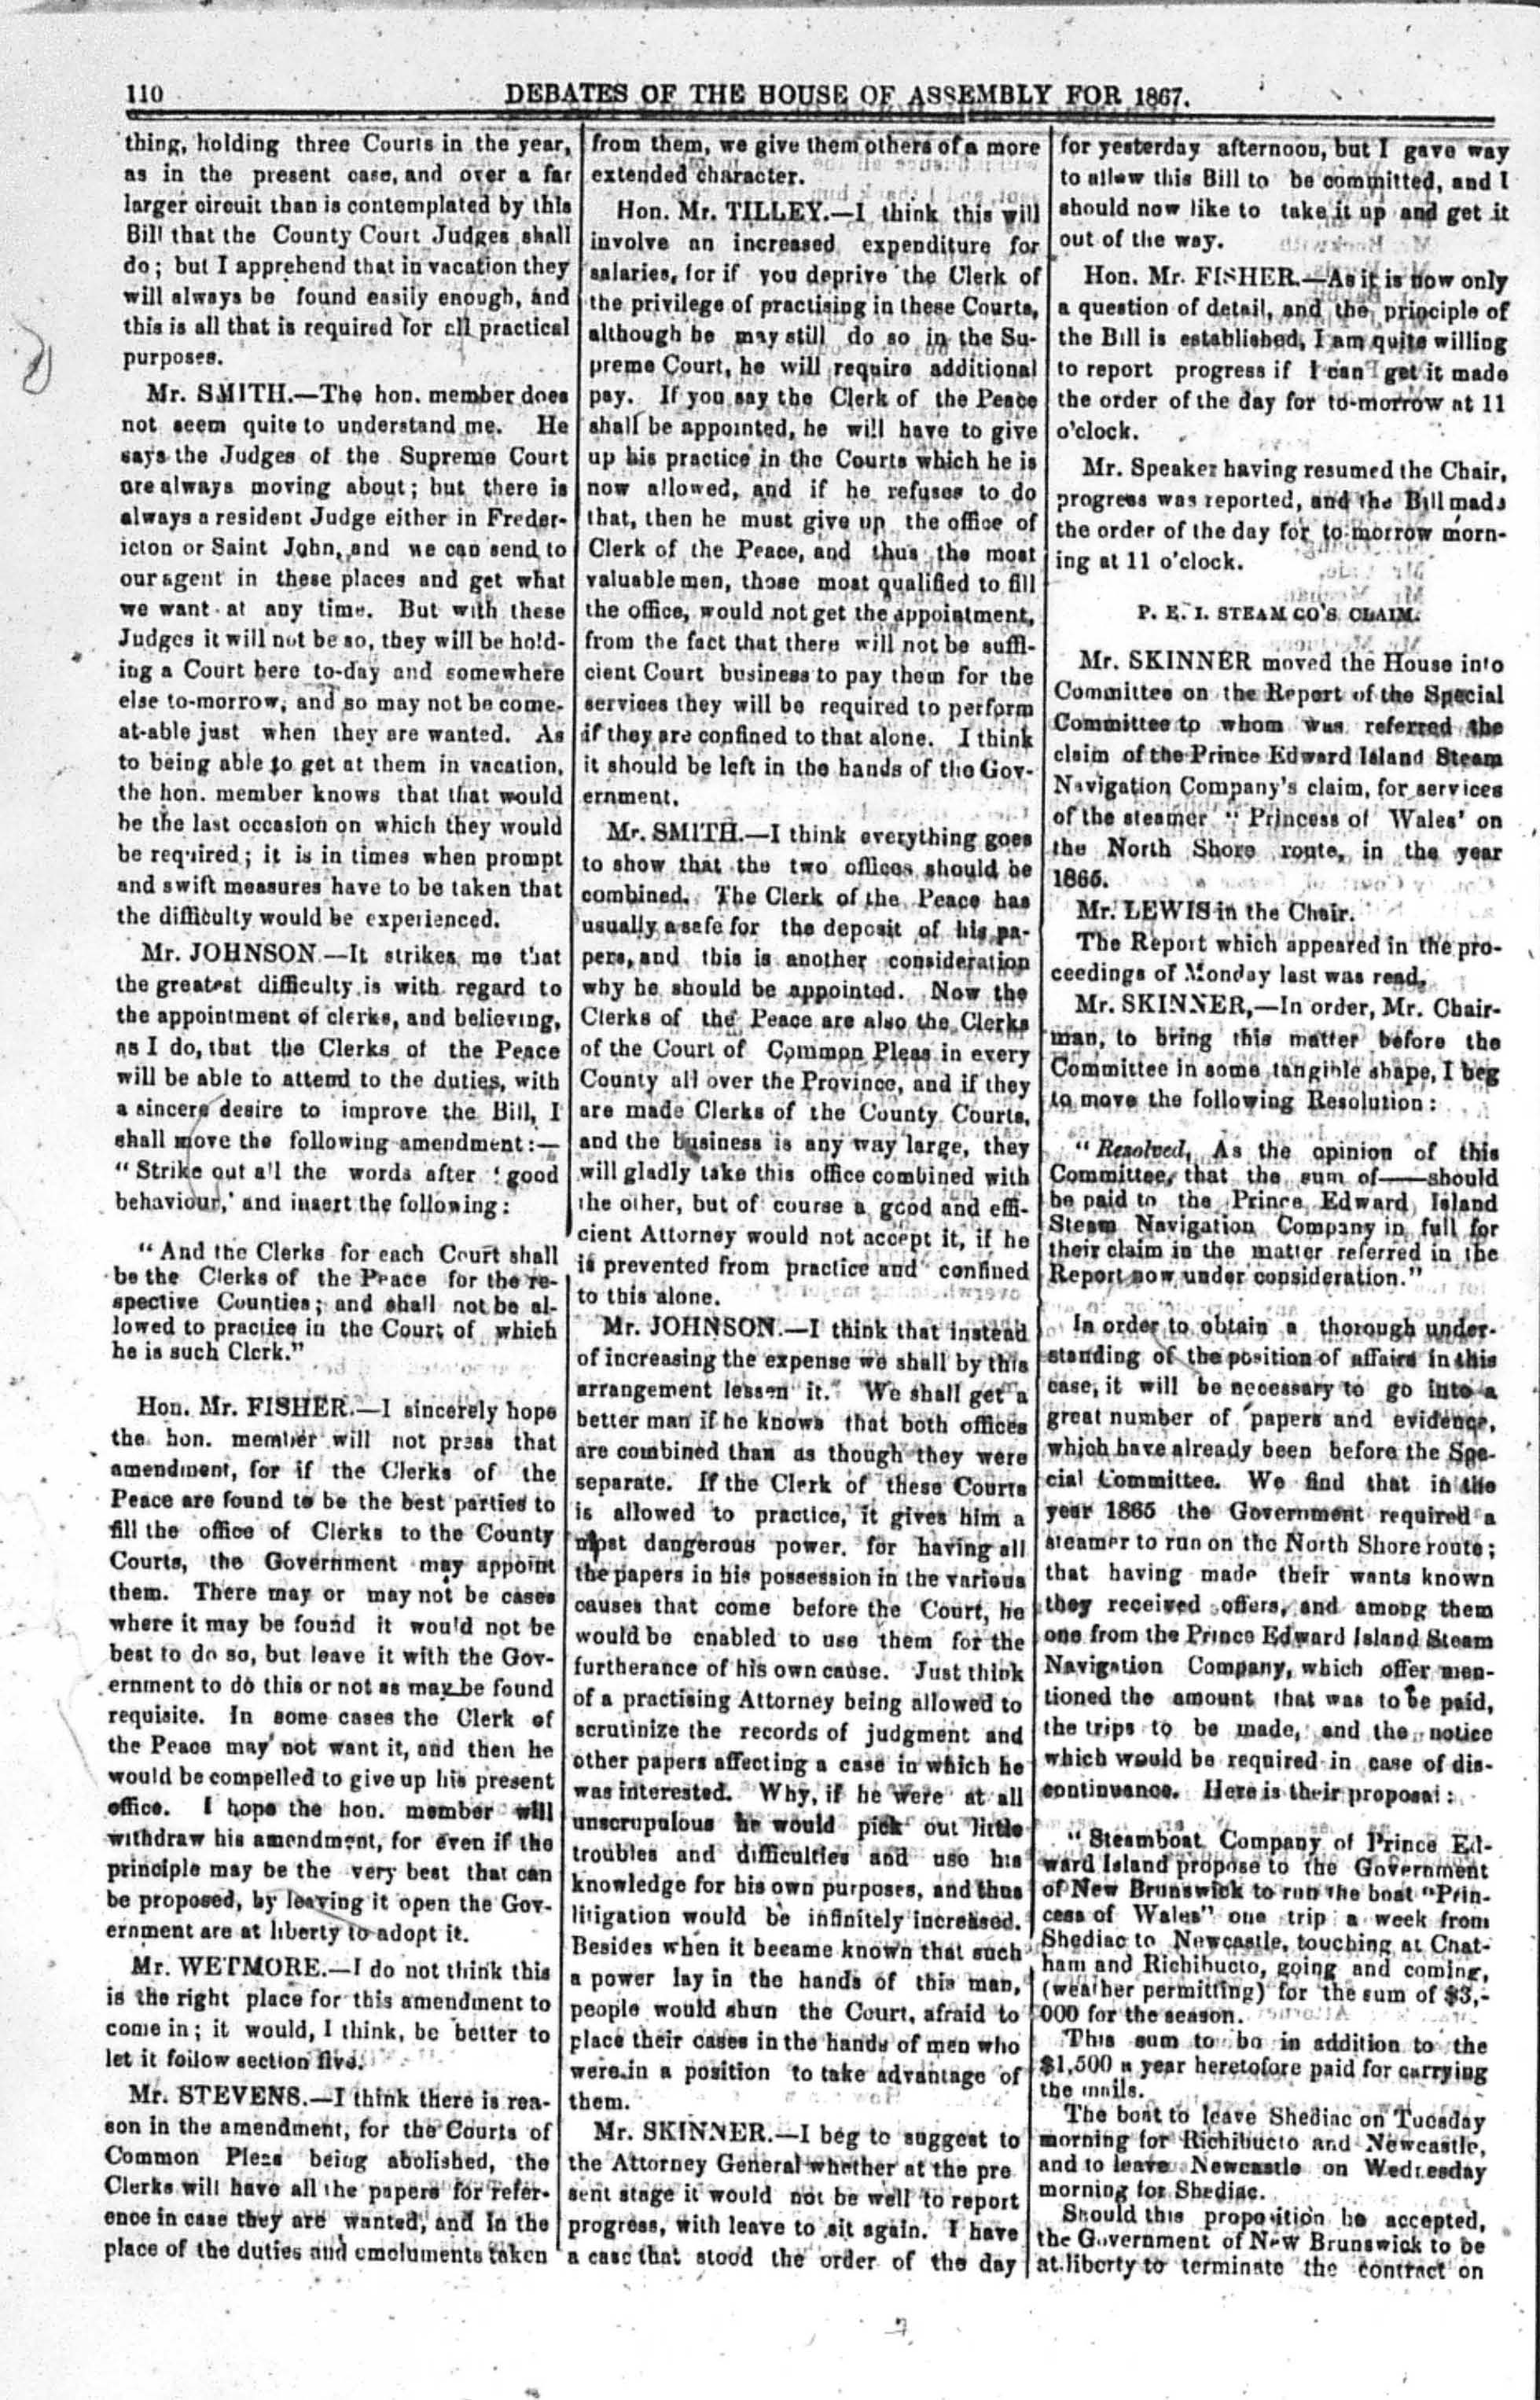 110
DEBATES OF THE HOUSE OF ASSEMBLY FOR 1867.
thing, holding three Courts in the year,
as in the present case, and over a far
larger circuit than is contemplated by this
Bill that the County Court Judges shall
do; but I apprehend that in vacation they
will always be found easily enough, and
this is all that is required for all practical
purposes.
Mr. SMITH.—The hon. member does
not seem quite to understand me. He
says the Judges of the Supreme Court
are always moving about; but there is
always a resident Judge either in Freder-
icton or Saint John, and we can send to
our agent in these places and get what
we want at any time. But with these
Judges it will not be so, they will be hold-
ing a Court here to-day and somewhere
else to-morrow, and so may not be come-
at-able just when they are wanted. As
to being able to get at them in vacation,
the hon. member knows that that would
be the last occasion on which they would
be required; it is in times when prompt
and swift measures have to be taken that
the difficulty would be experienced.
Mr. JOHNSON—It strikes me that
the greatest difficulty is with regard to
the appointment of clerks, and believing,
as I do, that the Clerks of the Peace
will be able to attend to the duties, with
a sincere desire to improve the Bill, I
shall move the following amendment:—
"Strike out all the words after 'good
behaviour,' and insert the following:
"And the Clerks for each Court shall
be the Clerks of the Peace for the re-
spective Counties; and shall not be al-
lowed to practice in the Court of which
he is such Clerk."
Hon. Mr. FISHER.—I sincerely hope
the hon. member will not press that
amendment, for if the Clerks of the
Peace are found to be the best parties to
fill the office of Clerks to the County
Courts, the Government may appoint
them. There may or may not be cases
where it may be found it would not be
best to do so, but leave it with the Gov-
ernment to do this or not as may be found
requisite. In some cases the Clerk of
the Peace may not want it, and then he
would be compelled to give up his present
office. I hope the hon. member will
withdraw his amendment, for even if the
principle may be the very best that can
be proposed, by leaving it open the Gov-
ernment are at liberty to adopt it.
Mr. WETMORE.—I do not think this
is the right place for this amendment to
come in; it would, I think, be better to
let it follow section five.
Mr. STEVENS.—I think there is rea-
son in the amendment, for the Courts of
Common Pleas being abolished, the
Clerks will have all the papers for refer-
ence in case they are wanted, and in the
place of the duties and emoluments taken
from them, we give them others of a more
extended character.
Hon. Mr. TILLEY.—I think this will
involve an increased expenditure for
salaries, for if you deprive the Clerk of
the privilege of practising in these Courts,
although he may still do so in the Su-
preme Court, he will require additional
pay. If you say the Clerk of the Peace
shall be appointed, he will have to give
up his practice in the Courts which he is
now allowed, and if he refuses to do
that, then he must give up the office of
Clerk of the Peace, and thus the most
valuable men, those most qualified to fill
the office, would not get the appointment,
from the fact that there will not be suffi-
cient Court business to pay them for the
services they will be required to perform
if they are confined to that alone. I think
it should be left in the hands of the Gov-
ernment.
Mr. SMITH.—I think everything goes
to show that the two offices should be
combined. The Clerk of the Peace has
usually a safe for the deposit of his pa-
pers, and this is another consideration
why he should be appointed. Now the
Clerks of the Peace are also the Clerks
of the Court of Common Pleas in every
County all over the Province, and if they
are made Clerks of the County Courts,
and the business is any way large, they
will gladly take this office combined with
the other, but of course a good and effi-
cient Attorney would not accept it, if he
is prevented from practice and confined
to this alone.
Mr. JOHNSON.—I think that instead
of increasing the expense we shall by this
arrangement lessen it. We shall get a
better man if he knows that both offices
are combined than as though they were
separate. If the Clerk of these Courts
is allowed to practice, it gives him a
most dangerous power. for having all
the papers in his possession in the various
causes that come before the Court, he
would be enabled to use them for the
furtherance of his own cause. Just think
of a practising Attorney being allowed to
scrutinize the records of judgment and
other papers affecting a case in which he
was interested. Why, if he were at all
unscrupulous he would pick out little
troubles and difficulties and use his
knowledge for his own purposes, and thus
litigation would be infinitely increased.
Besides when it became known that such
a power lay in the hands of this man,
people would shun the Court, afraid to
place their cases in the hands of men who
were in a position to take advantage of
them.
Mr. SKINNER.—I beg to suggest to
the Attorney General whether at the pre
sent stage it would not be well to report
progress, with leave to sit again. I have
a case that stood the order of the day
for yesterday afternoon, but I gave way
to allow this Bill to be committed, and I
should now like to take it up and get it
out of the way.
Hon. Mr. FISHER.—As it is now only
a question of detail, and the principle of
the Bill is established, I am quite willing
to report progress if I can get it made
the order of the day for to-morrow at 11
o'clock.
Mr. Speaker having resumed the Chair,
progress was reported, and the Bill made
the order of the day for to-morrow morn-
ing at 11 o'clock.
P. E. I. STEAM CO'S CLAIM.
Mr. SKINNER moved the House into
Committee on the Report of the Special
Committee to whom was referred the
claim of the Prince Edward Island Steam
Navigation Company's claim, for services
of the steamer "Princess of Wales' on
the North Shore route, in the year
1865.
Mr. LEWIS in the Chair.
The Report which appeared in the pro-
ceedings of Monday last was read.
Mr. SKINNER,—In order, Mr. Chair-
man, to bring this matter before the
Committee in some tangible shape, I beg
to move the following Resolution:
"Resolved, As the opinion of this
Committee, that the sum of——should
be paid to the Prince Edward Island
Steam Navigation Company in full for
their claim in the matter referred in the
Report now under consideration."
In order to obtain a thorough under-
standing of the position of affairs in this
case, it will be necessary to go into a
great number of papers and evidence,
which have already been before the Spe-
cial Committee. We find that in the
year 1865 the Government required a
steamer to run on the North Shore route;
that having made their wants known
they received offers, and among them
one from the Prince Edward Island Steam
Navigation Company, which offer men-
tioned the amount that was to be paid,
the trips to be made, and the notice
which would be required in case of dis-
continuance. Here is their proposal:
"Steamboat Company of Prince Ed-
ward Island propose to the Government
of New Brunswick to run the boat "Prin-
cess of Wales" one trip a week from
Shediac to Newcastle, touching at Chat-
ham and Richibucto, going and coming,
(weather permitting) for the sum of $3,-
000 for the season.
This sum to be in addition to the
$1,500 a year heretofore paid for carrying
the mails.
The boat to leave Shediac on Tuesday
morning for Richibucto and Newcastle,
and to leave Newcastle on Wednesday
morning for Shediac.
Should this proposition be accepted,
the Government of New Brunswick to be
at liberty to terminate the contract on